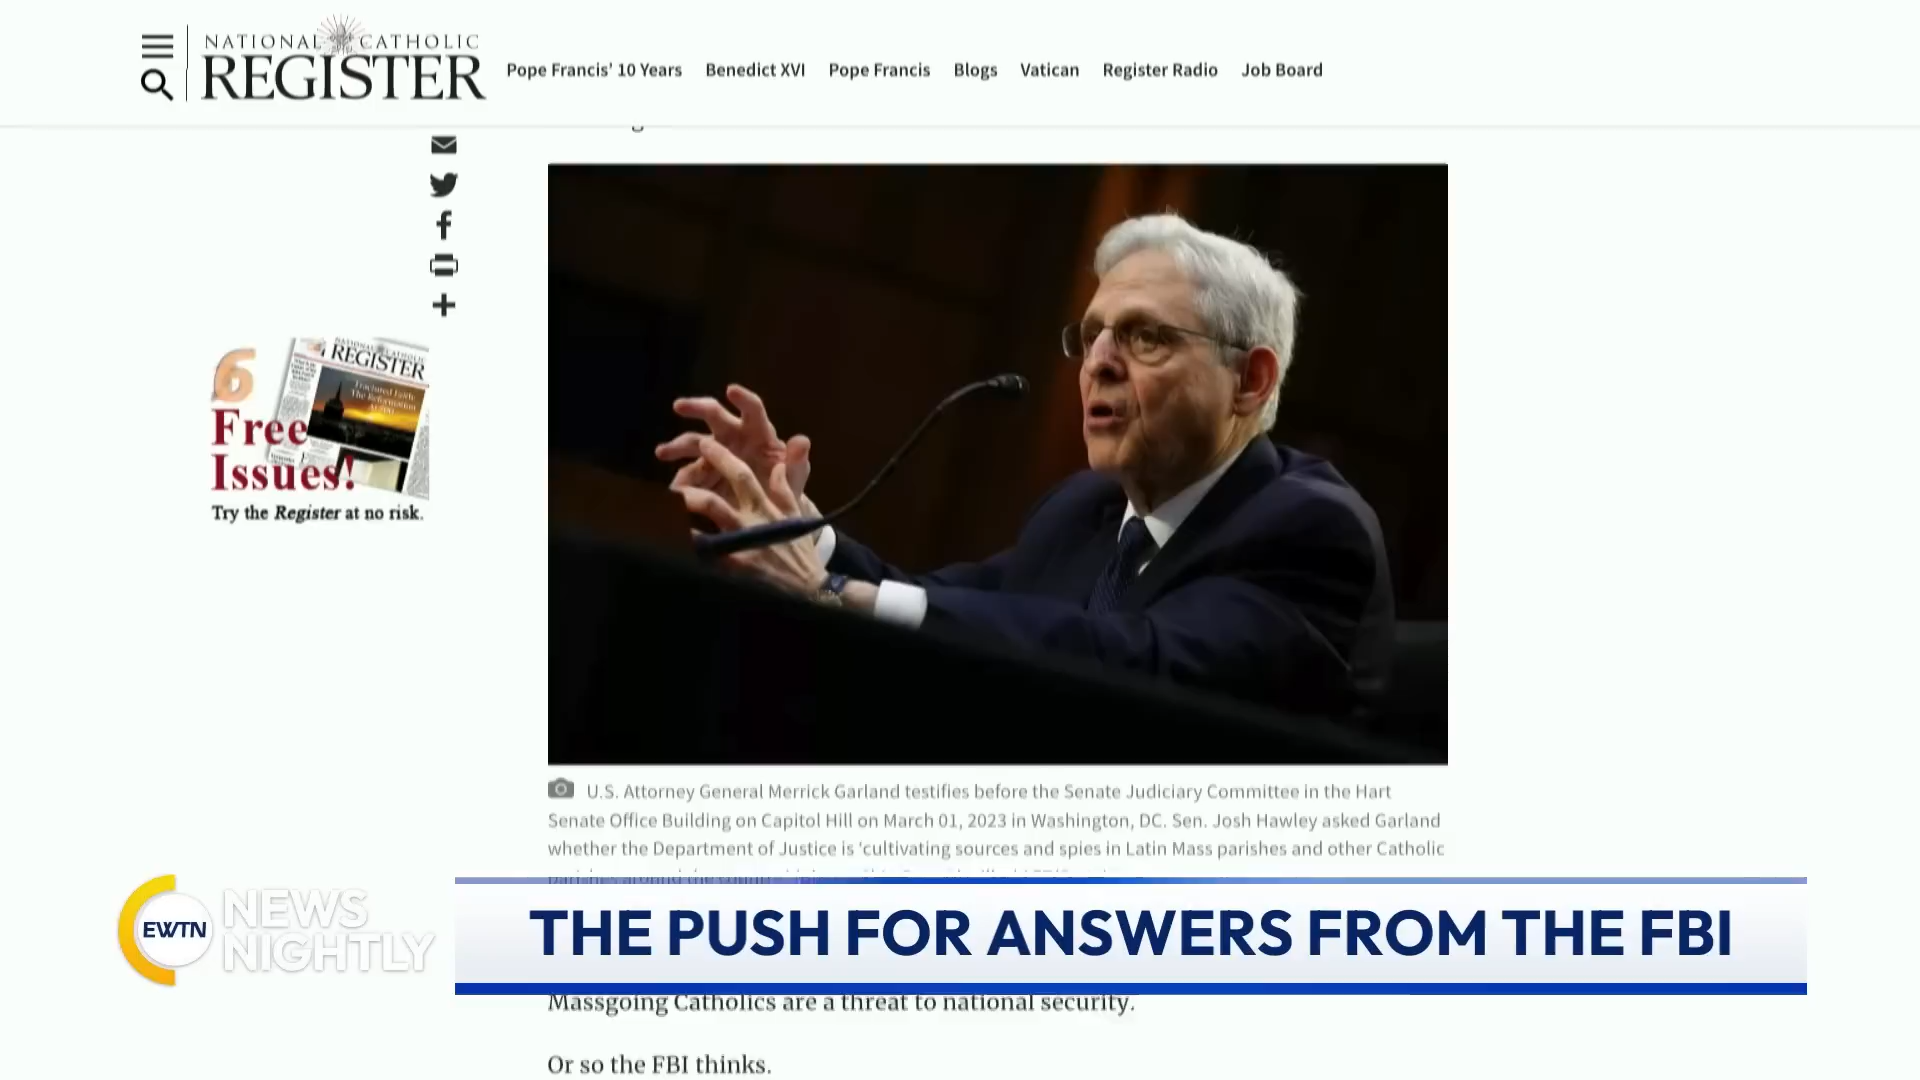 NATIONAL CATHOLIC
REGISTER
Pope Francis’ 10 Years Benedict XVI Pope Francis Blogs Vatican Register Radio Job Board
REGISTER
6
Free
Issues!
Try the Register at no risk.
U.S. Attorney General Merrick Garland testifies before the Senate Judiciary Committee in the Hart
Senate Office Building on Capitol Hill on March 01, 2023 in Washington, DC. Sen. Josh Hawley asked Garland
whether the Department of Justice is ‘cultivating sources and spies in Latin Mass parishes and other Catholic
EWTN
NEWS
NIGHTLY
THE PUSH FOR ANSWERS FROM THE FBI
Massgoing Catholics are a threat to national security.
Or so the FBI thinks.